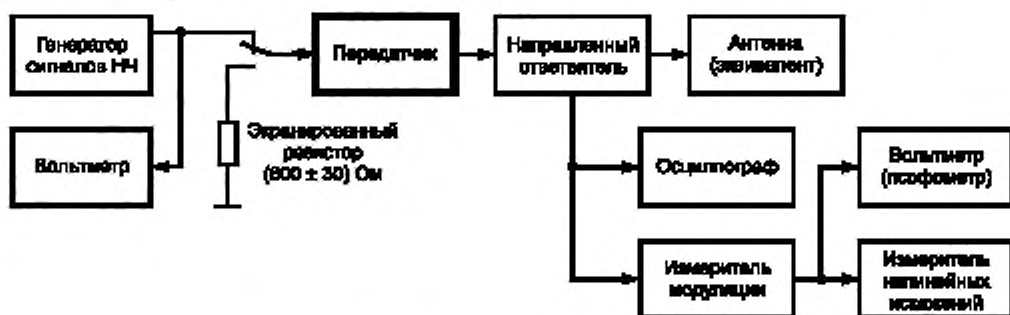 Генератор
сигналов НЧ
Передатчик
Направленный
ответвитель
Антенна
(эквивалент)
Вольтметр
Экранированный
резистор
(600 ± 30) Ом
Осциллограф
Вольтметр
(псофометр)
Измеритель
модуляции
Измеритель
нелинейных
искажений